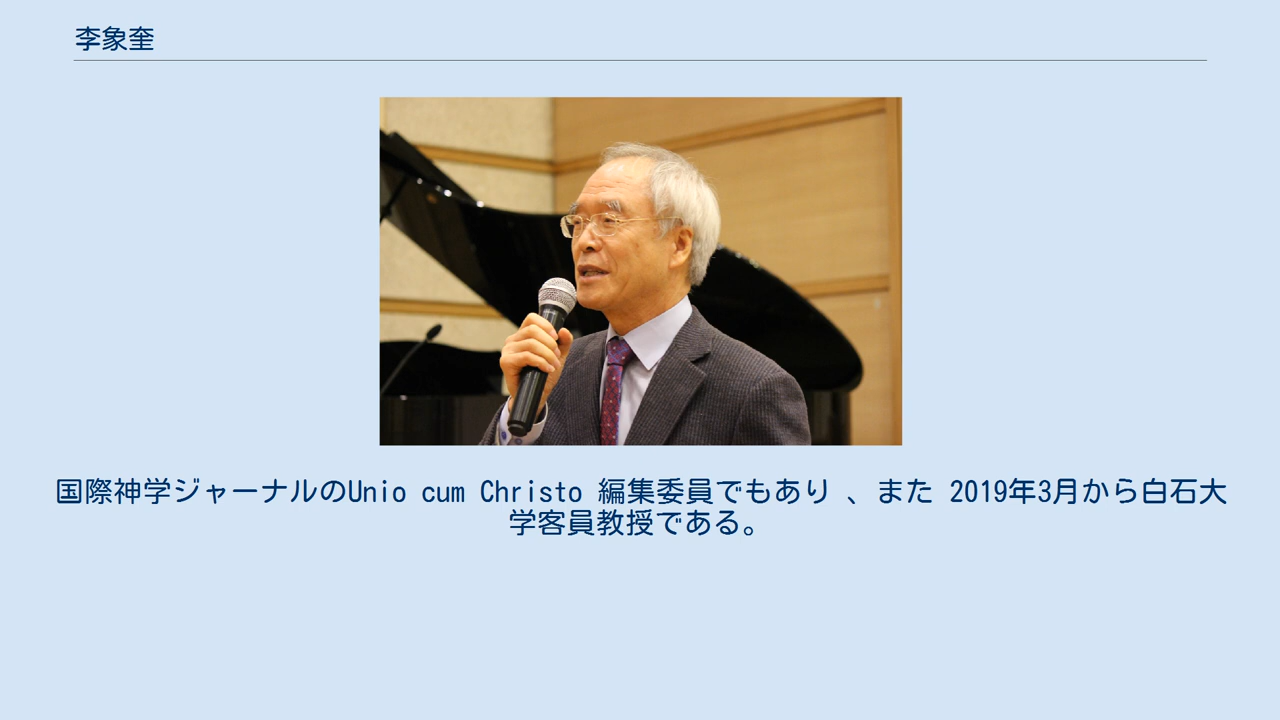 李象奎
国際神学ジャーナルのUnio cum Christo 編集委員でもあり 、また 2019年3月から白石大
学客員教授である。